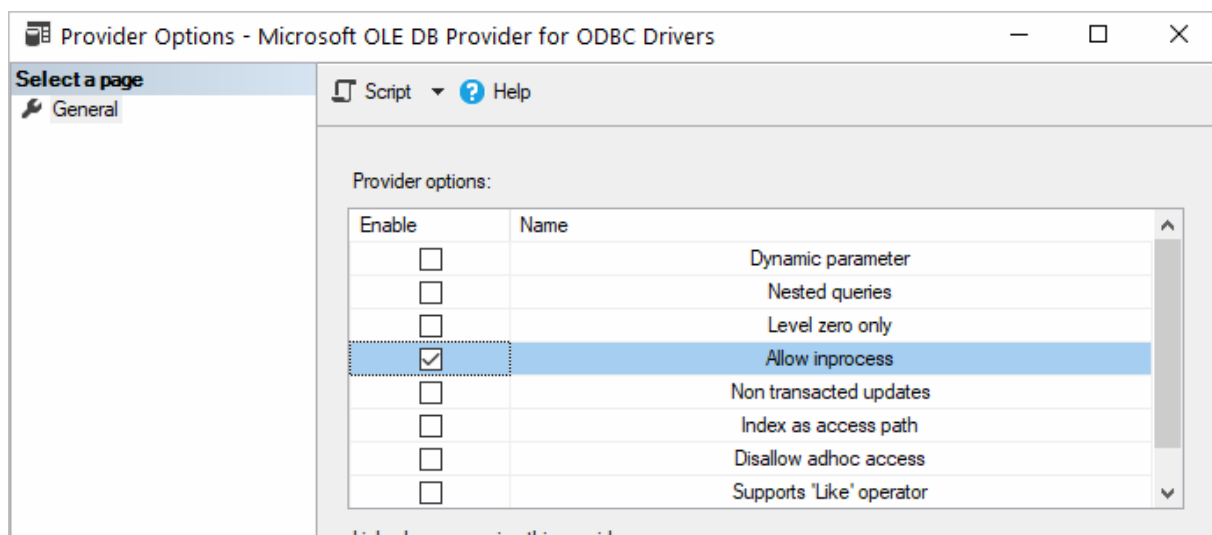 Provider Options - Microsoft OLE DB Provider for ODBC Drivers
Select a page
General
Script Help
Provider options:
Enable Name
Dynamic parameter
Nested queries
Level zero only
Allow inprocess
Non transacted updates
Index as access path
Disallow adhoc access
Supports 'Like' operator